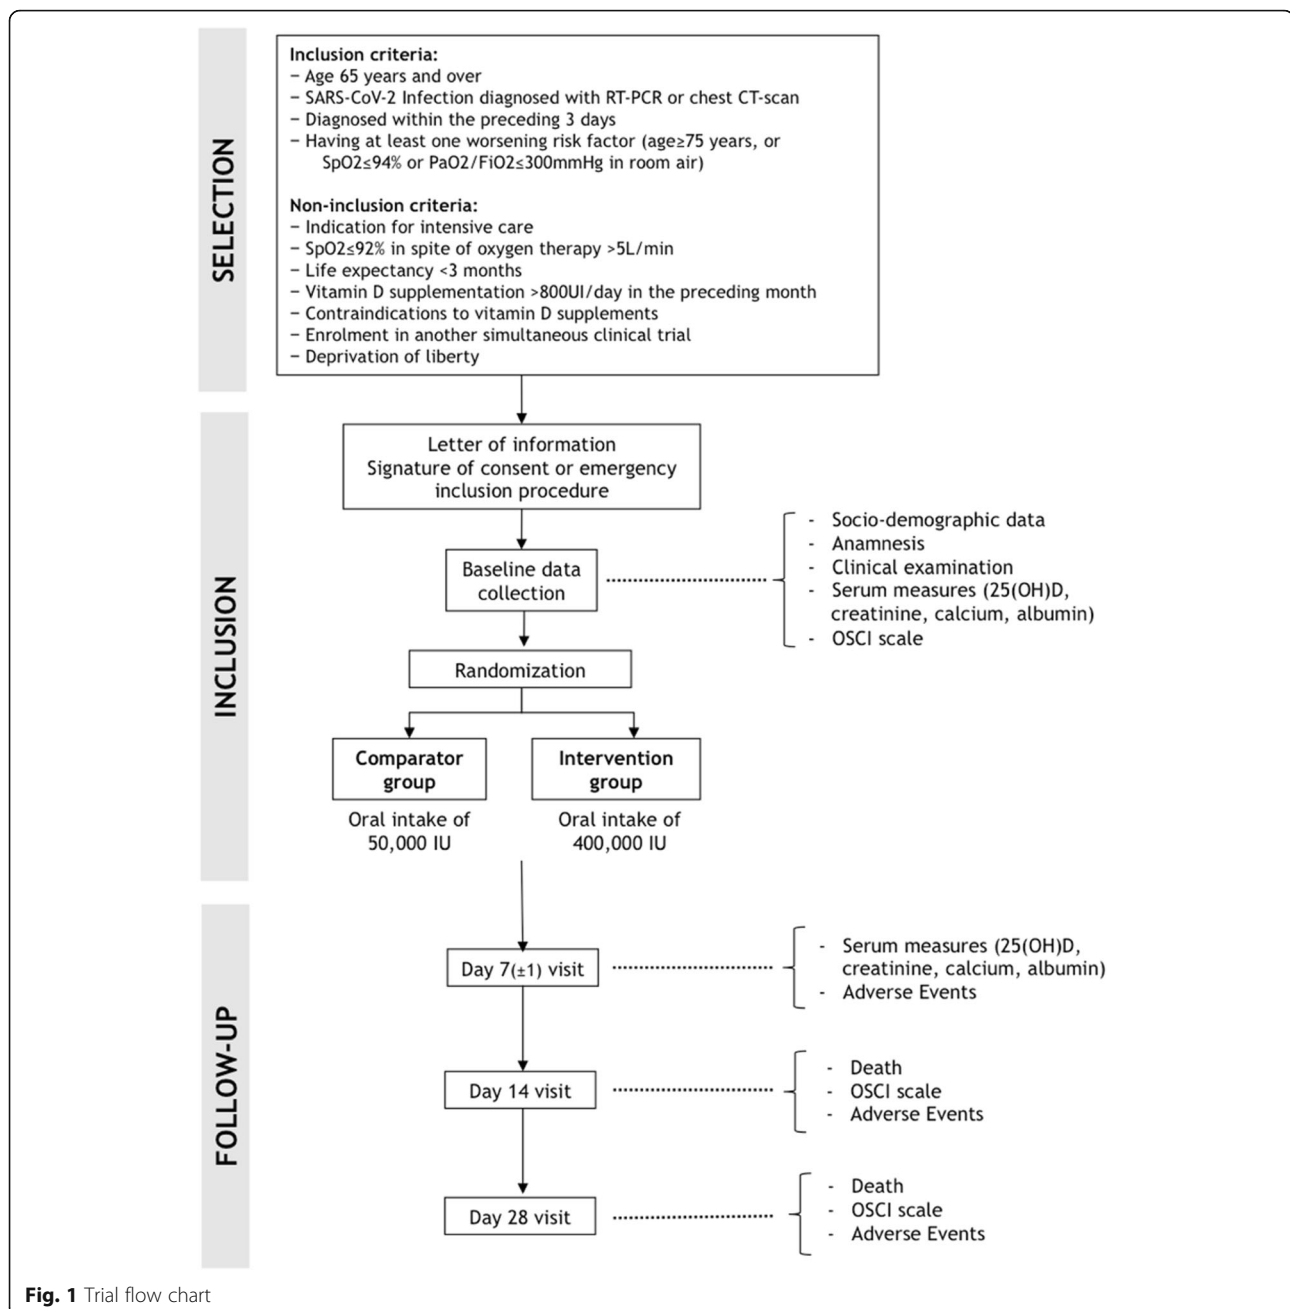 SELECTION
Inclusion criteria:
− Age 65 years and over
− SARS-CoV-2 Infection diagnosed with RT-PCR or chest CT-scan
− Diagnosed within the preceding 3 days
− Having at least one worsening risk factor (age≥75 years, or
SpO2≤94% or PaO2/FiO2≤300mmHg in room air)
Non-inclusion criteria:
− Indication for intensive care
− SpO2≤92% in spite of oxygen therapy >5L/min
− Life expectancy <3 months
− Vitamin D supplementation >800UI/day in the preceding month
− Contraindications to vitamin D supplements
− Enrolment in another simultaneous clinical trial
− Deprivation of liberty
INCLUSION
Letter of information
Signature of consent or emergency
inclusion procedure
Baseline data
collection
- Socio-demographic data
- Anamnesis
- Clinical examination
- Serum measures (25(OH)D,
creatinine, calcium, albumin)
- OSCI scale
Randomization
Comparator
group
Oral intake of
50,000 IU
Intervention
group
Oral intake of
400,000 IU
FOLLOW-UP
Day 7(±1) visit
- Serum measures (25(OH)D,
creatinine, calcium, albumin)
- Adverse Events
Day 14 visit
- Death
- OSCI scale
- Adverse Events
Day 28 visit
- Death
- OSCI scale
- Adverse Events
Fig. 1 Trial flow chart